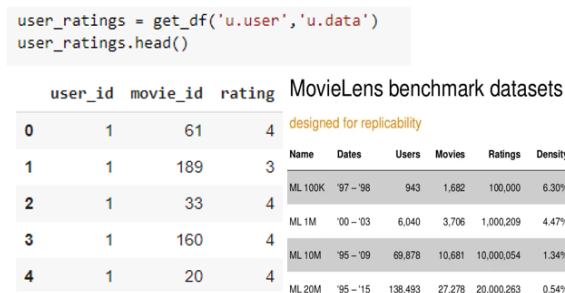 user_ratings = get_df('u.user','u.data')
user_ratings.head()
user_id movie_id rating
0 1 61 4
1 1 189 3
2 1 33 4
3 1 160 4
4 1 20 4
MovieLens benchmark datasets
designed for replicability
Name Dates Users Movies Ratings Density
ML 100K '97 – '98 943 1,682 100,000 6.30%
ML 1M '00 – '03 6,040 3,706 1,000,209 4.47%
ML 10M '95 – '09 69,878 10,681 10,000,054 1.34%
ML 20M '95 – '15 138,493 27,278 20,000,263 0.54%